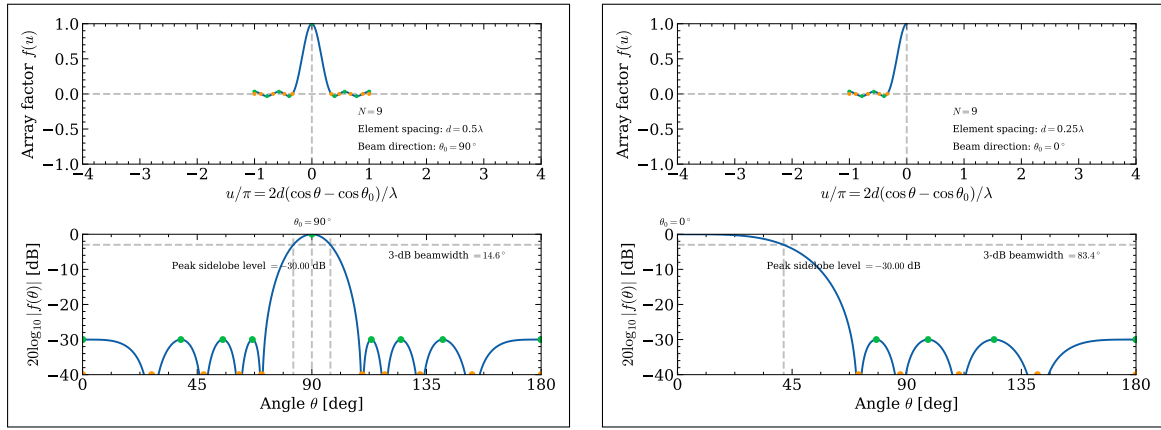 1.0
0.5
0.0
−0.5
−1.0
Array factor f(u)
N = 9
Element spacing: d = 0.5λ
Beam direction: θ0 = 90°
−4 −3 −2 −1 0 1 2 3 4
u/π = 2d(cos θ − cos θ0)/λ
θ0 = 90°
0
−10
−20
−30
−40
20log10 |f(θ)| [dB]
3-dB beamwidth = 14.6°
Peak sidelobe level = −30.00 dB
0 45 90 135 180
Angle θ [deg]
1.0
0.5
0.0
−0.5
−1.0
Array factor f(u)
N = 9
Element spacing: d = 0.25λ
Beam direction: θ0 = 0°
−4 −3 −2 −1 0 1 2 3 4
u/π = 2d(cos θ − cos θ0)/λ
θ0 = 0°
0
−10
−20
−30
−40
20log10 |f(θ)| [dB]
3-dB beamwidth = 83.4°
Peak sidelobe level = −30.00 dB
0 45 90 135 180
Angle θ [deg]